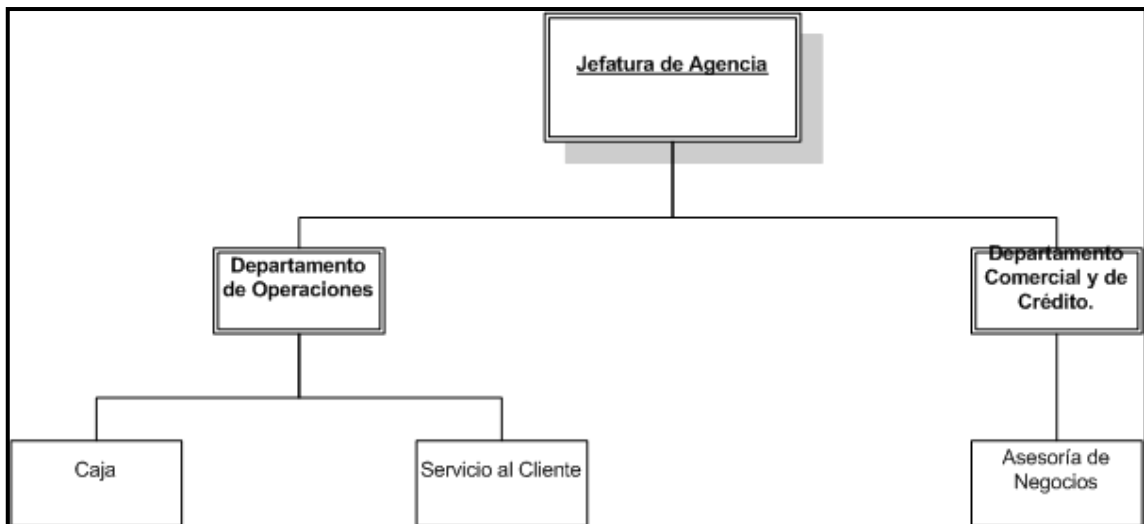 Jefatura de Agencia
Departamento
de Operaciones
Departamento
Comercial y de
Crédito.
Caja
Servicio al Cliente
Asesoría de
Negocios